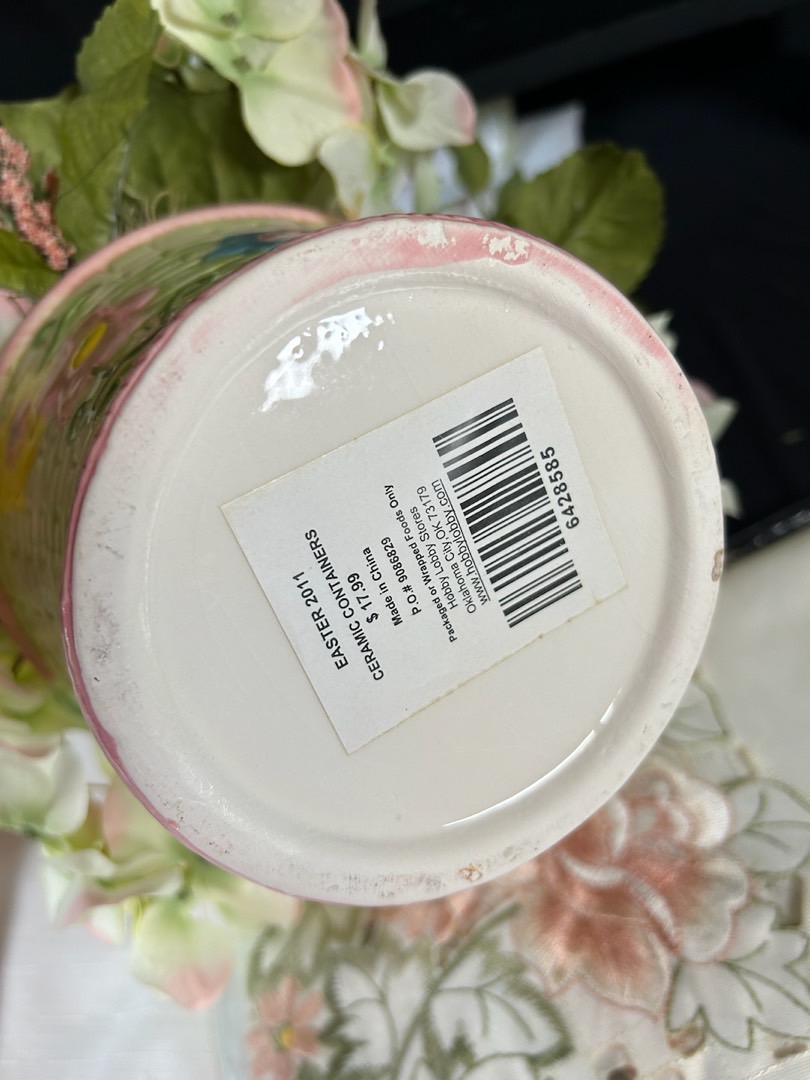 EASTER 2011
CERAMIC CONTAINERS
$ 17.99
Made in China
P.O.# 9086829
Packaged or Wrapped Foods Only
Hobby Lobby Stores
Oklahoma City,OK 73179
www.hobbylobby.com
6428585